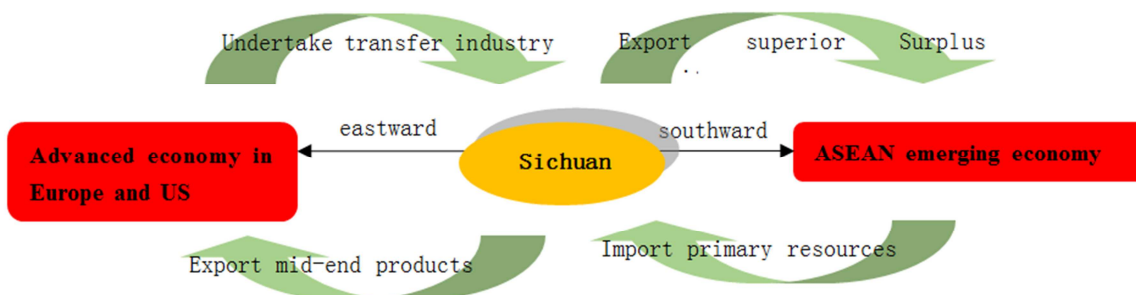 Undertake transfer industry
Export superior Surplus
..
eastward
southward
Advanced economy in
Europe and US
Sichuan
ASEAN emerging economy
Export mid-end products
Import primary resources